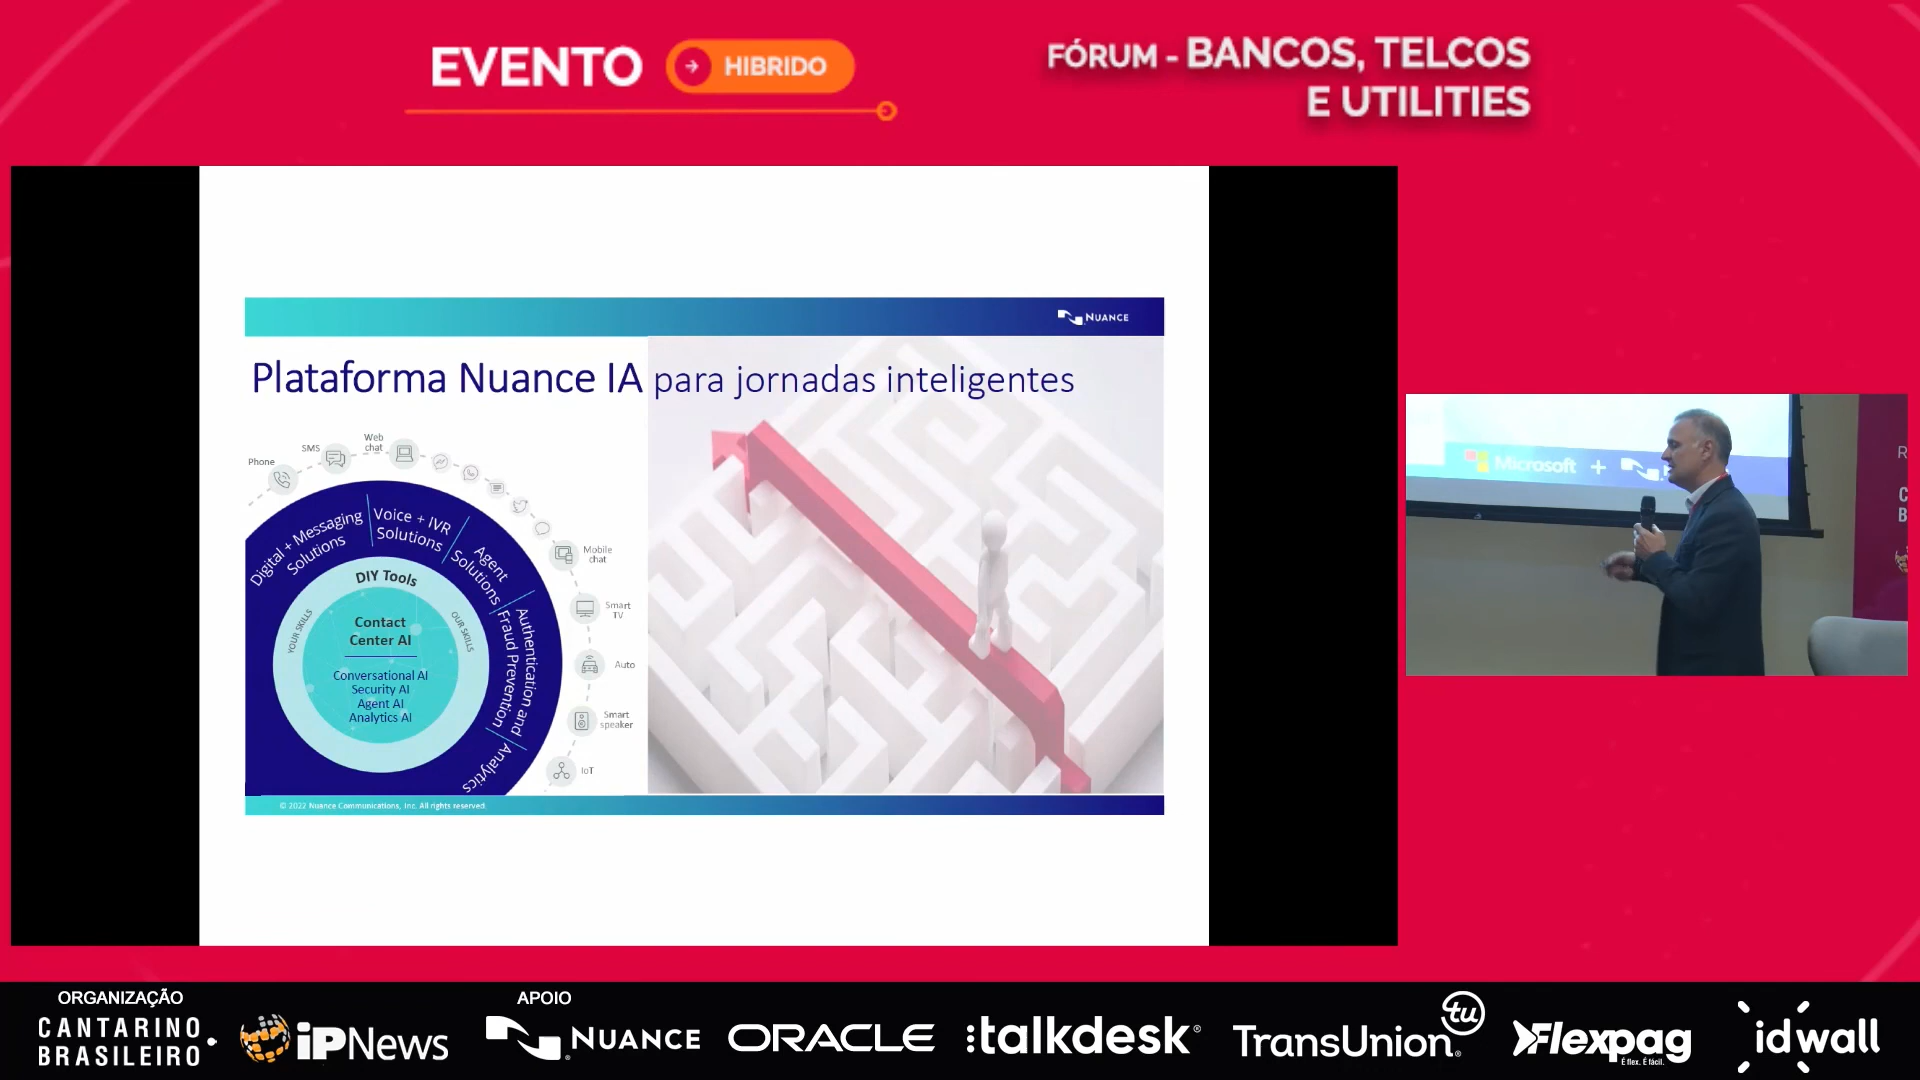 EVENTO
HIBRIDO
FÓRUM - BANCOS, TELCOS
E UTILITIES
NUANCE
Plataforma Nuance IA para jornadas inteligentes
Phone
SMS
Web
chat
Mobile
chat
Smart
TV
Auto
Smart
speaker
IoT
Digital + Messaging
Solutions
Voice + IVR
Solutions
Agent
Solutions
Authentication and
Fraud Prevention
Analytics
DIY Tools
YOUR SKILLS
OUR SKILLS
Contact
Center AI
Conversational AI
Security AI
Agent AI
Analytics AI
© 2022 Nuance Communications, Inc. All rights reserved.
Microsoft +
R
C
B
ORGANIZAÇÃO
CANTARINO
BRASILEIRO
iPNews
APOIO
NUANCE
ORACLE
:talkdesk®
TransUnion®
tu
Flexpag
É flex. É fácil.
idwall